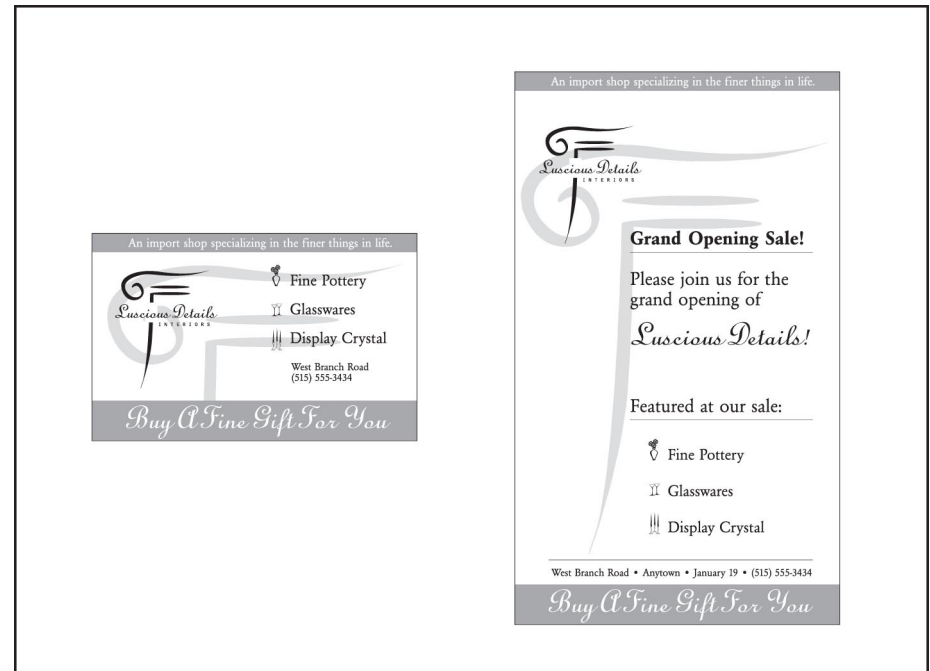 An import shop specializing in the finer things in life.
Luscious Details
INTERIORS
Fine Pottery
Glasswares
Display Crystal
West Branch Road
(515) 555-3434
Buy A Fine Gift For You
An import shop specializing in the finer things in life.
Luscious Details
INTERIORS
Grand Opening Sale!
Please join us for the
grand opening of
Luscious Details!
Featured at our sale:
Fine Pottery
Glasswares
Display Crystal
West Branch Road • Anytown • January 19 • (515) 555-3434
Buy A Fine Gift For You